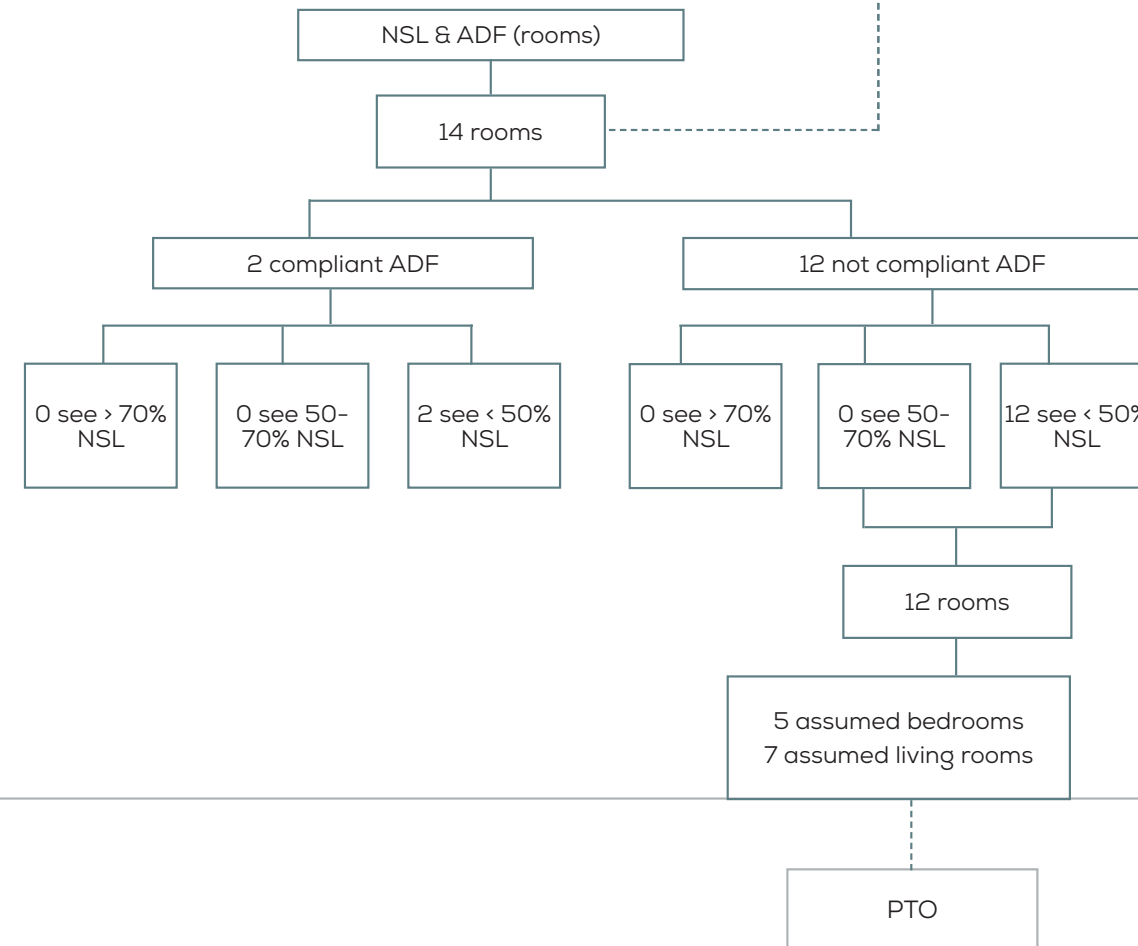 NSL & ADF (rooms)
14 rooms
2 compliant ADF
12 not compliant ADF
0 see > 70%
NSL
0 see 50-
70% NSL
2 see < 50%
NSL
0 see > 70%
NSL
0 see 50-
70% NSL
12 see < 50%
NSL
12 rooms
5 assumed bedrooms
7 assumed living rooms
PTO